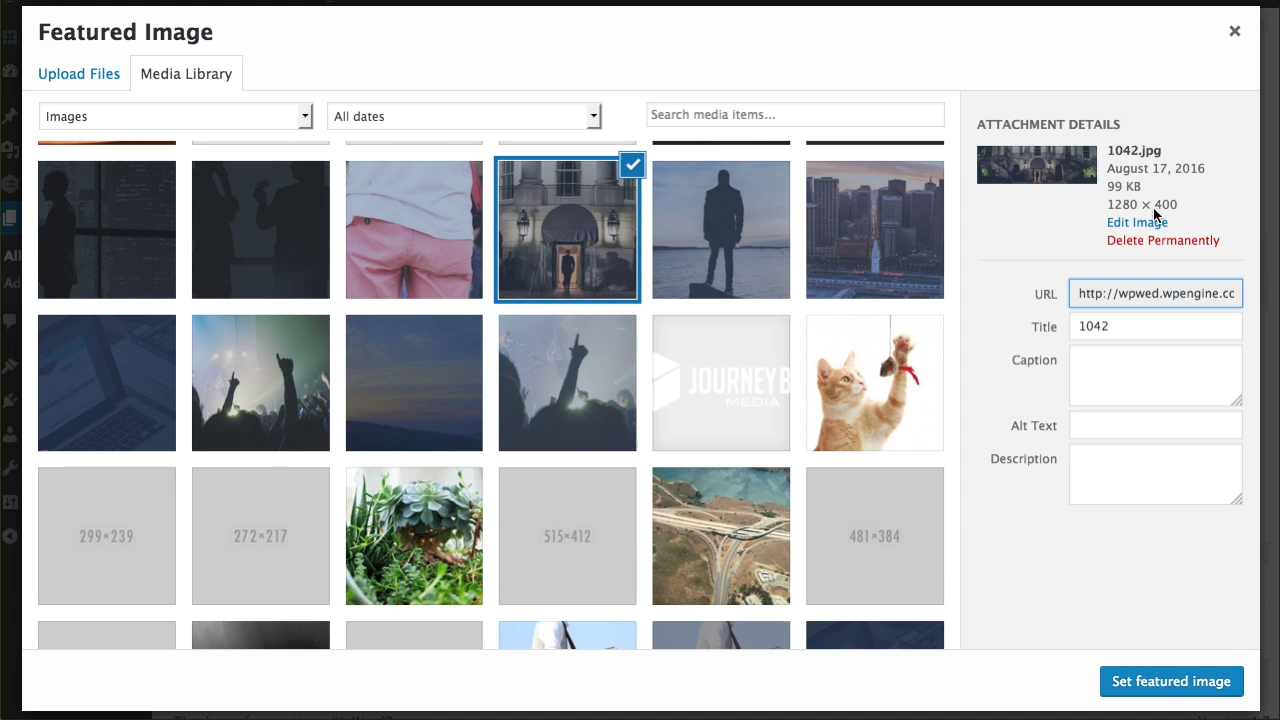 Featured Image
Upload Files
Media Library
Images
All dates
Search media items...
JOURNEY B
MEDIA
299×239
272×217
515×412
481×384
ATTACHMENT DETAILS
1042.jpg
August 17, 2016
99 KB
1280 × 400
Edit Image
Delete Permanently
URL http://wpwed.wpengine.cc
Title 1042
Caption
Alt Text
Description
Set featured image